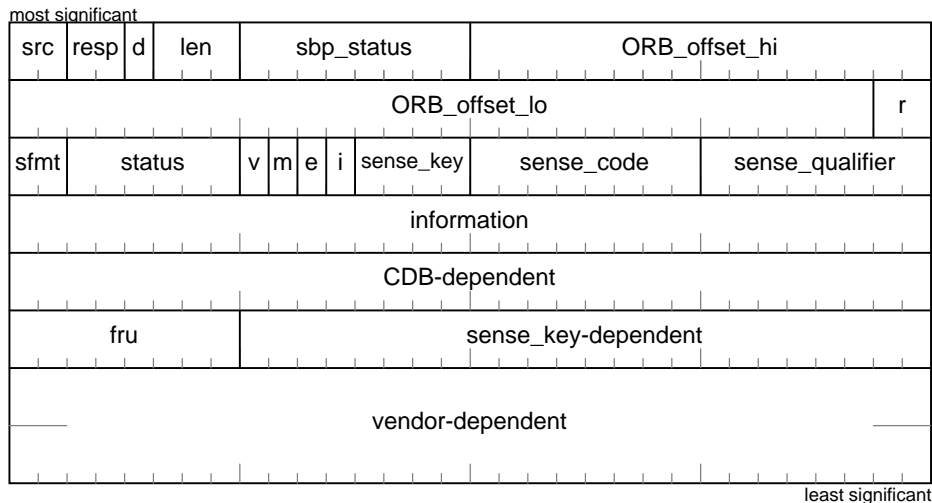 most significant
src resp d len sbp_status ORB_offset_hi
ORB_offset_lo r
sfmt status v m e i sense_key sense_code sense_qualifier
information
CDB-dependent
fru sense_key-dependent
vendor-dependent
least significant